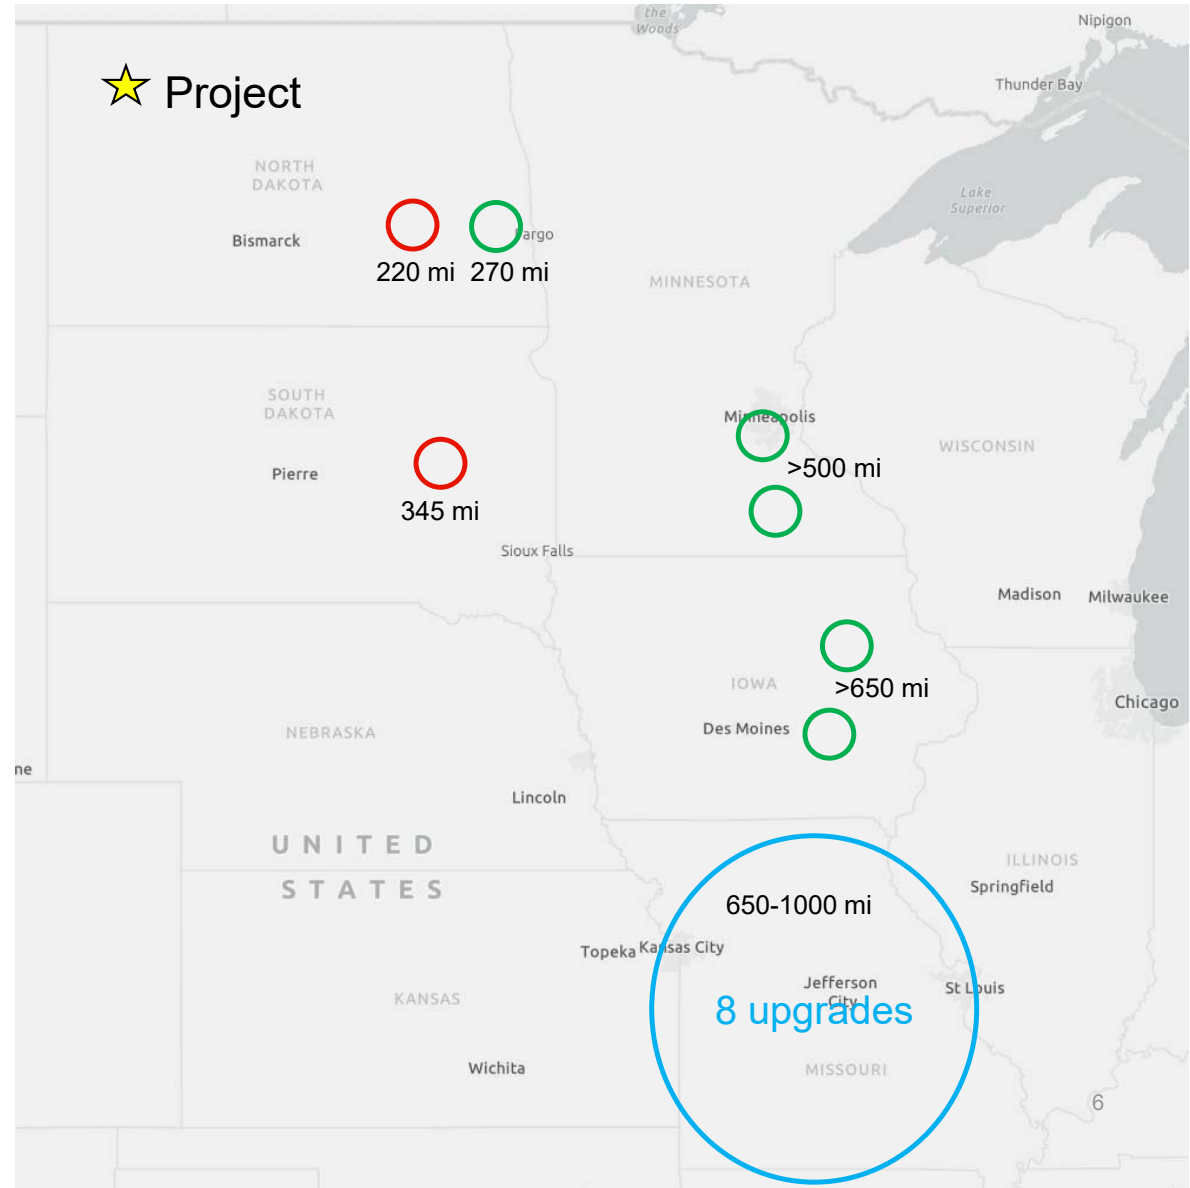 the
Woods
Nipigon
Thunder Bay
Project
NORTH
DAKOTA
Lake
Superior
Bismarck
argo
220 mi
270 mi
MINNESOTA
SOUTH
DAKOTA
Minneapolis
WISCONSIN
>500 mi
Pierre
345 mi
Sioux Falls
Madison
Milwaukee
IOWA
>650 mi
Chicago
Des Moines
NEBRASKA
ne
Lincoln
UNITED
STATES
ILLINOIS
Springfield
650-1000 mi
Topeka
Kansas City
Jefferson
City
St Louis
KANSAS
8 upgrades
Wichita
MISSOURI
6